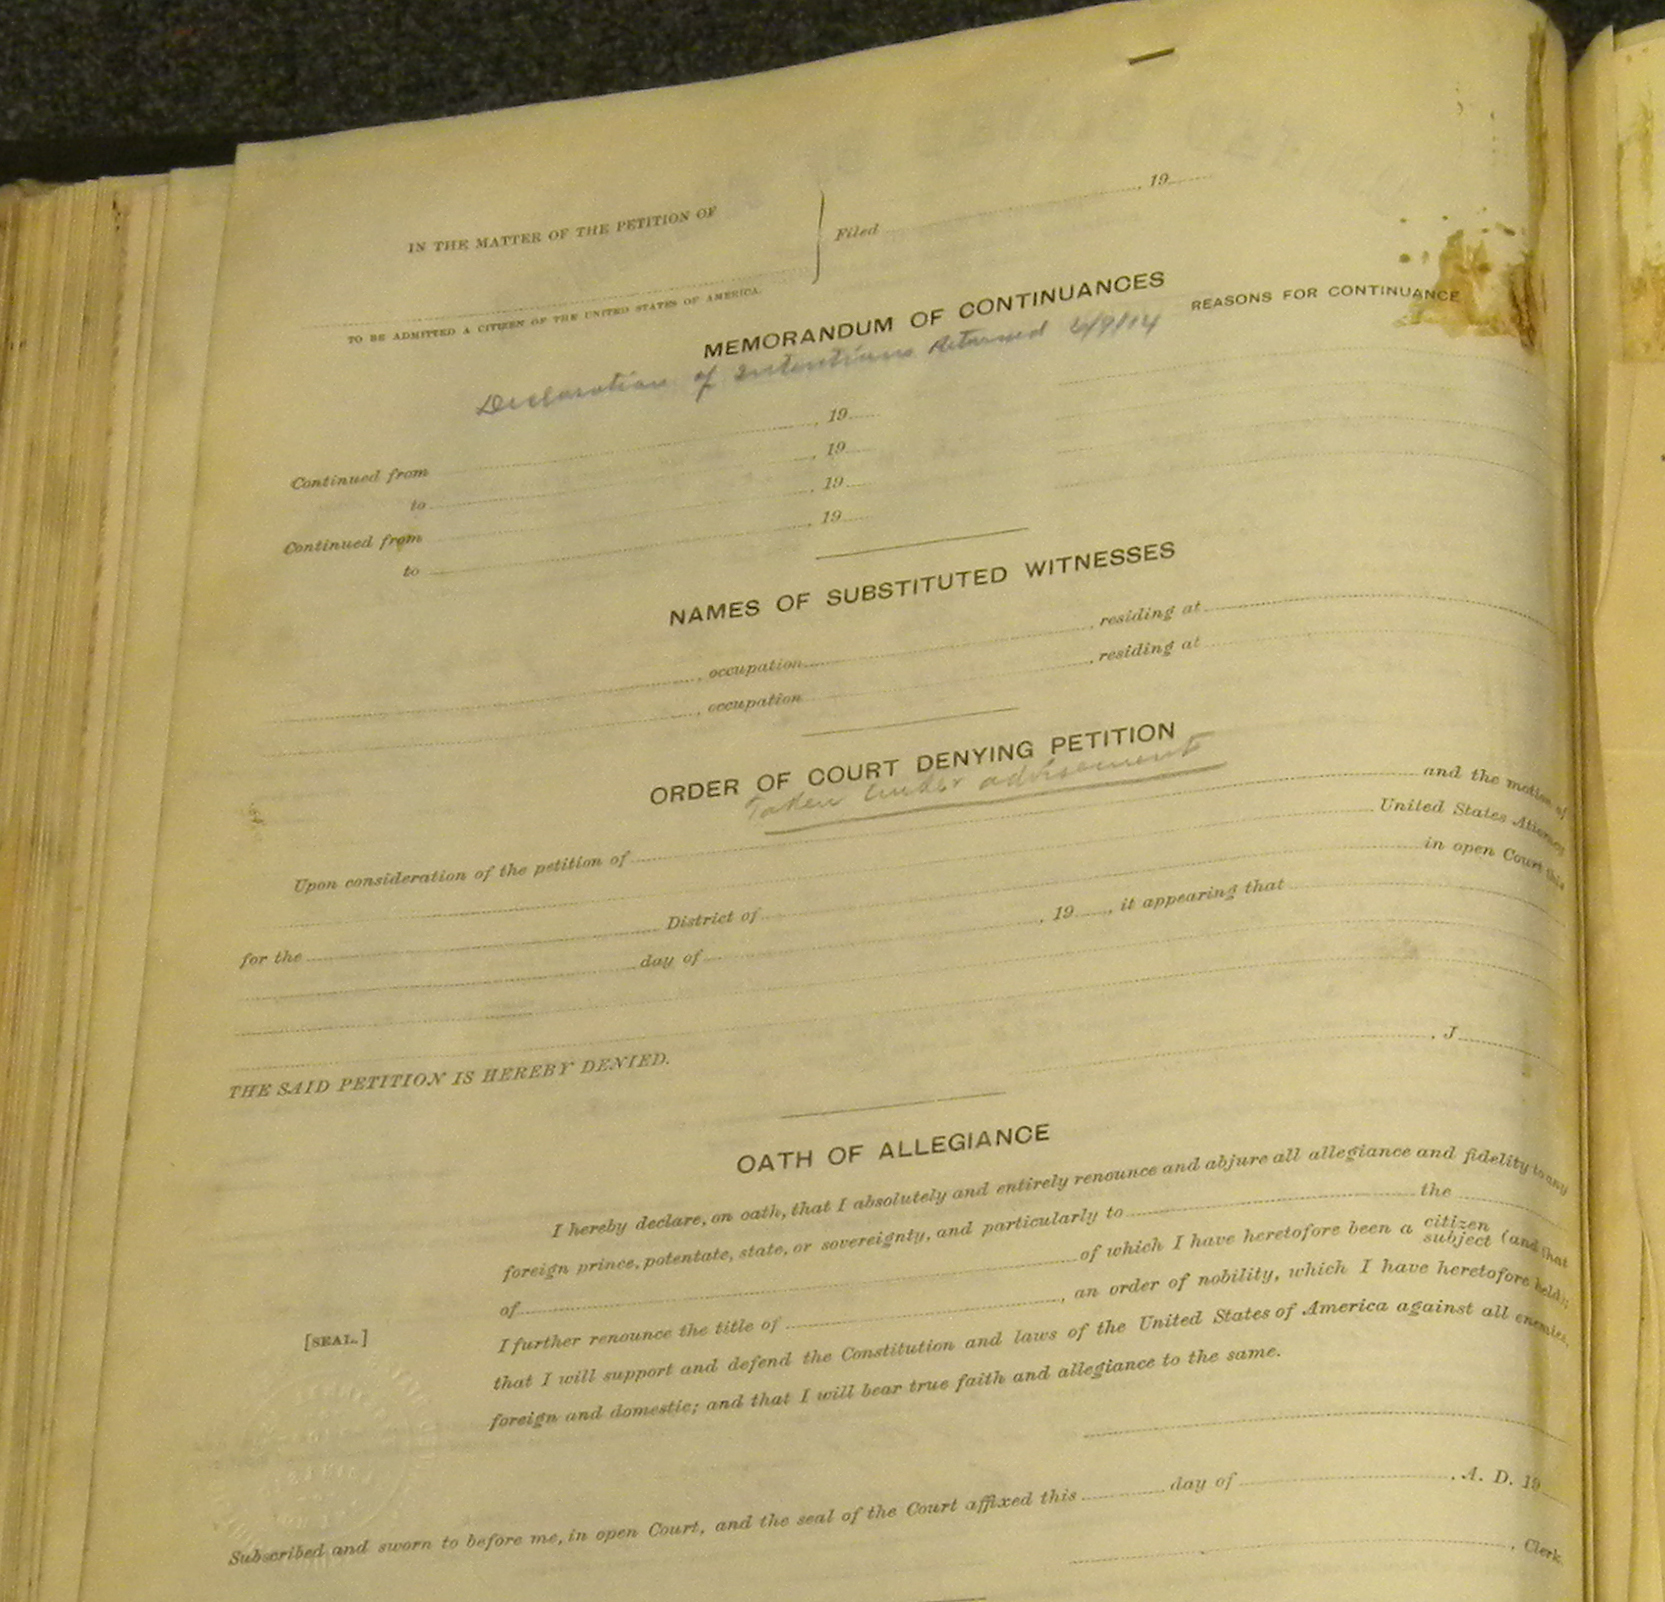 , 19
IN THE MATTER OF THE PETITION OF
Filed
TO BE ADMITTED A CITIZEN OF THE UNITED STATES OF AMERICA.
MEMORANDUM OF CONTINUANCES
REASONS FOR CONTINUANCE
Declaration of Intentions Returned 4/9/14
Continued from , 19
to , 19
Continued from , 19
to , 19
NAMES OF SUBSTITUTED WITNESSES
, occupation , residing at
, occupation , residing at
ORDER OF COURT DENYING PETITION
Taken under advisement
Upon consideration of the petition of and the motion of
United States Attorney
for the District of in open Court this
day of , 19 , it appearing that
THE SAID PETITION IS HEREBY DENIED.
, J
OATH OF ALLEGIANCE
I hereby declare, on oath, that I absolutely and entirely renounce and abjure all allegiance and fidelity to any
foreign prince, potentate, state, or sovereignty, and particularly to the
of of which I have heretofore been a citizen subject (and that
I further renounce the title of , an order of nobility, which I have heretofore held);
that I will support and defend the Constitution and laws of the United States of America against all enemies,
foreign and domestic; and that I will bear true faith and allegiance to the same.
[SEAL.]
Subscribed and sworn to before me, in open Court, and the seal of the Court affixed this day of , A. D. 19
, Clerk.